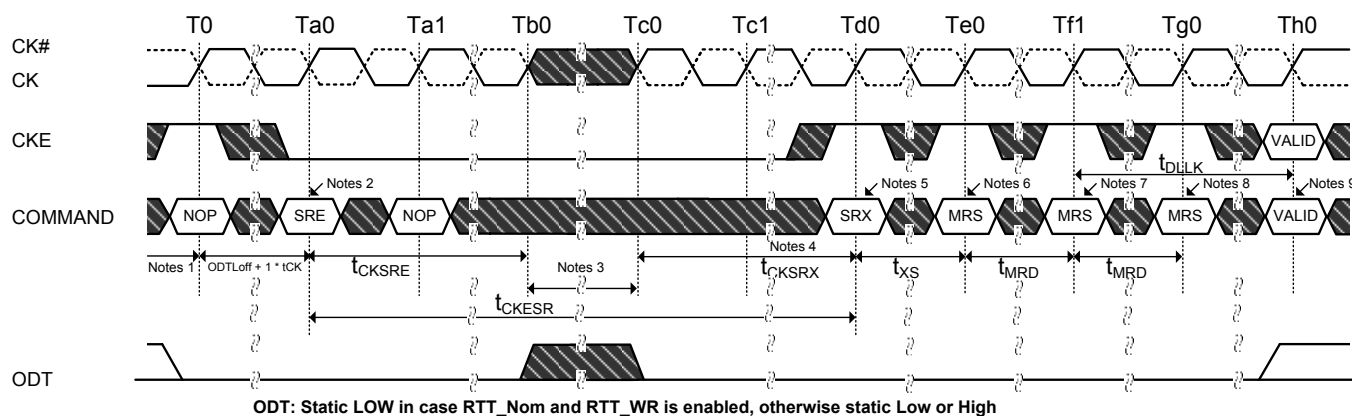 T0 Ta0 Ta1 Tb0 Tc0 Tc1 Td0 Te0 Tf1 Tg0 Th0
CK#
CK
CKE
VALID
tDLLK
Notes 2 Notes 5 Notes 6 Notes 7 Notes 8 Notes 9
COMMAND
NOP SRE NOP SRX MRS MRS MRS VALID
Notes 1 ODTLoff + 1 * tCK tCKSRE Notes 3 Notes 4 tCKSRX tXS tMRD tMRD
tCKESR
ODT
ODT: Static LOW in case RTT_Nom and RTT_WR is enabled, otherwise static Low or High